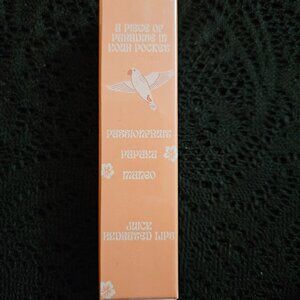 A PIECE OF
PARADISE IN
YOUR POCKET
PASSIONFRUIT
PAPAYA
MANGO
JUICY
HYDRATED LIPS